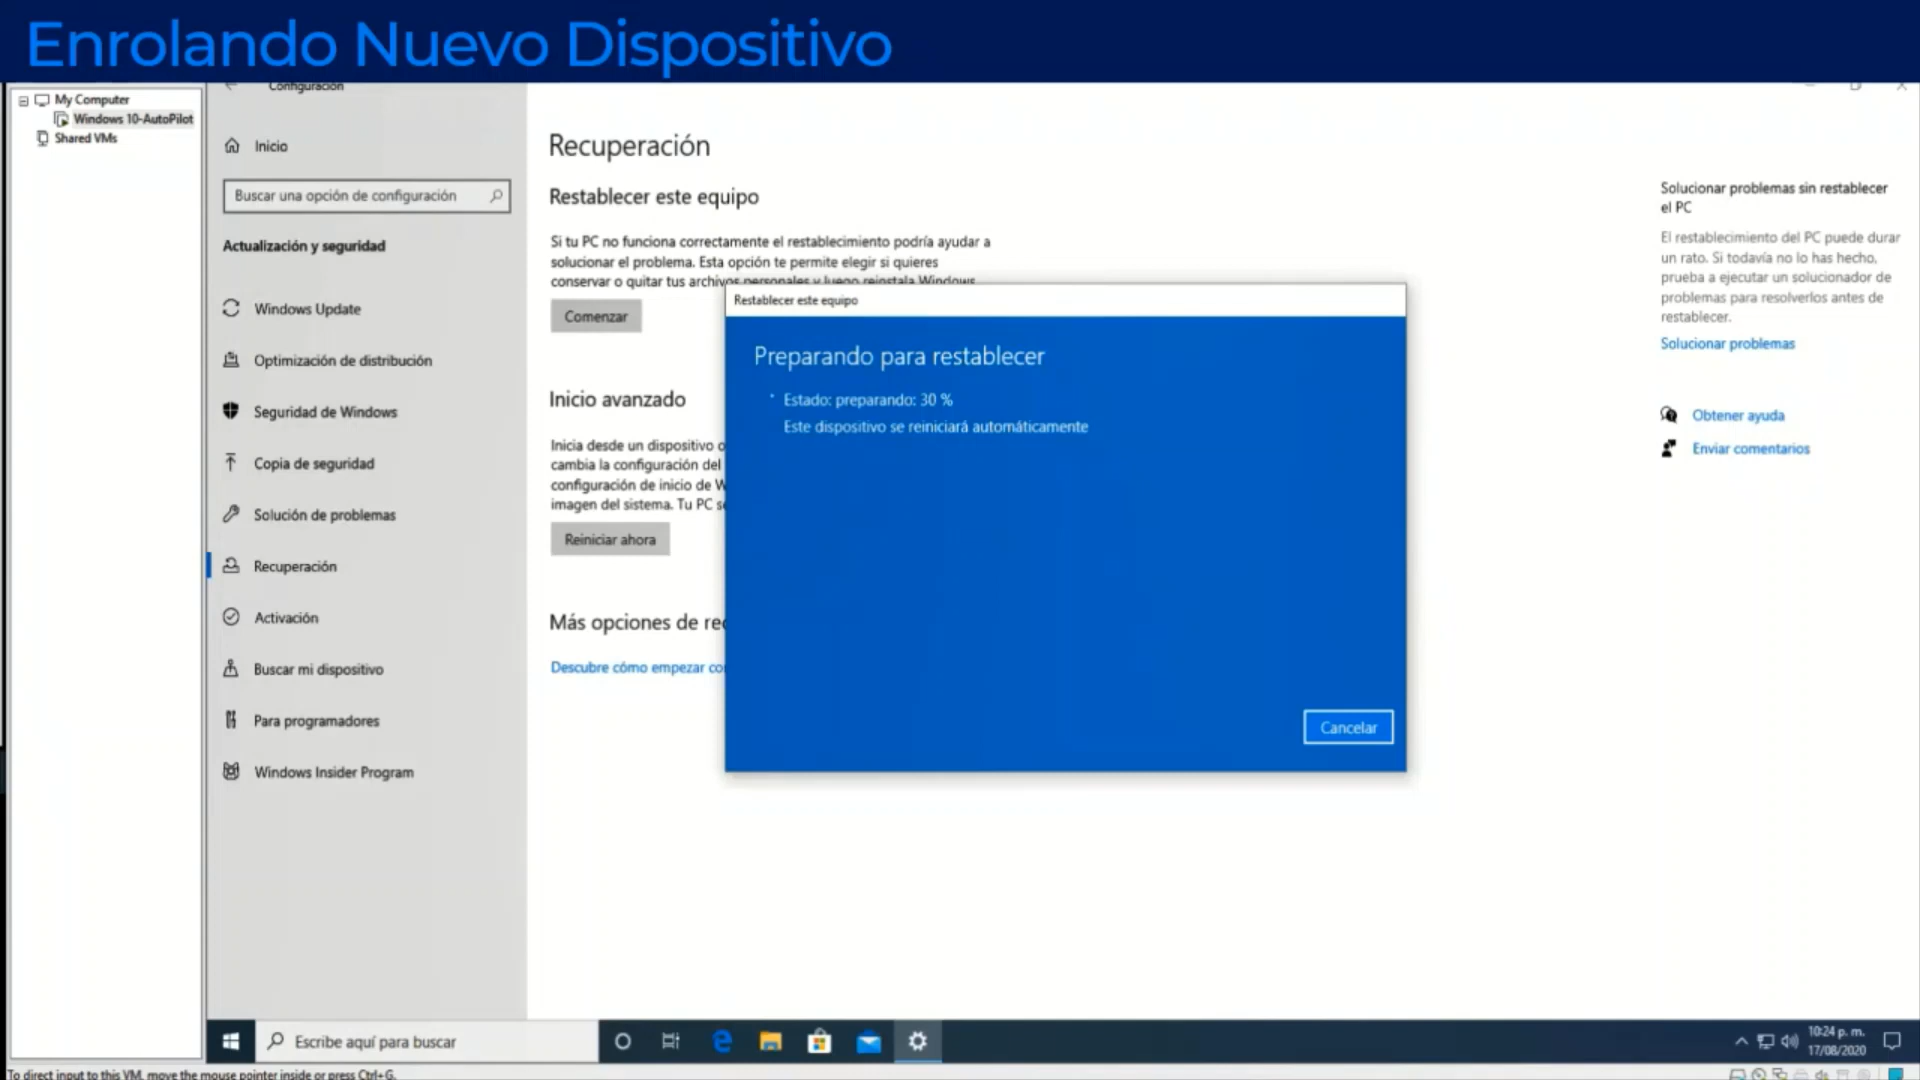 Enrolando Nuevo Dispositivo
My Computer
Windows 10-AutoPilot
Shared VMs
Configuración
Inicio
Buscar una opción de configuración
Actualización y seguridad
Windows Update
Optimización de distribución
Seguridad de Windows
Copia de seguridad
Solución de problemas
Recuperación
Activación
Buscar mi dispositivo
Para programadores
Windows Insider Program
Recuperación
Restablecer este equipo
Si tu PC no funciona correctamente el restablecimiento podría ayudar a
solucionar el problema. Esta opción te permite elegir si quieres
conservar o quitar tus archivos personales y luego reinstala Windows.
Comenzar
Inicio avanzado
Inicia desde un dispositivo o
cambia la configuración del
configuración de inicio de W
imagen del sistema. Tu PC se
Reiniciar ahora
Más opciones de rec
Descubre cómo empezar co
Restablecer este equipo
Preparando para restablecer
Estado: preparando: 30 %
Este dispositivo se reiniciará automáticamente
Cancelar
Solucionar problemas sin restablecer
el PC
El restablecimiento del PC puede durar
un rato. Si todavía no lo has hecho,
prueba a ejecutar un solucionador de
problemas para resolverlos antes de
restablecer.
Solucionar problemas
Obtener ayuda
Enviar comentarios
Escribe aquí para buscar
10:24 p. m.
17/08/2020
To direct input to this VM, move the mouse pointer inside or press Ctrl+G.